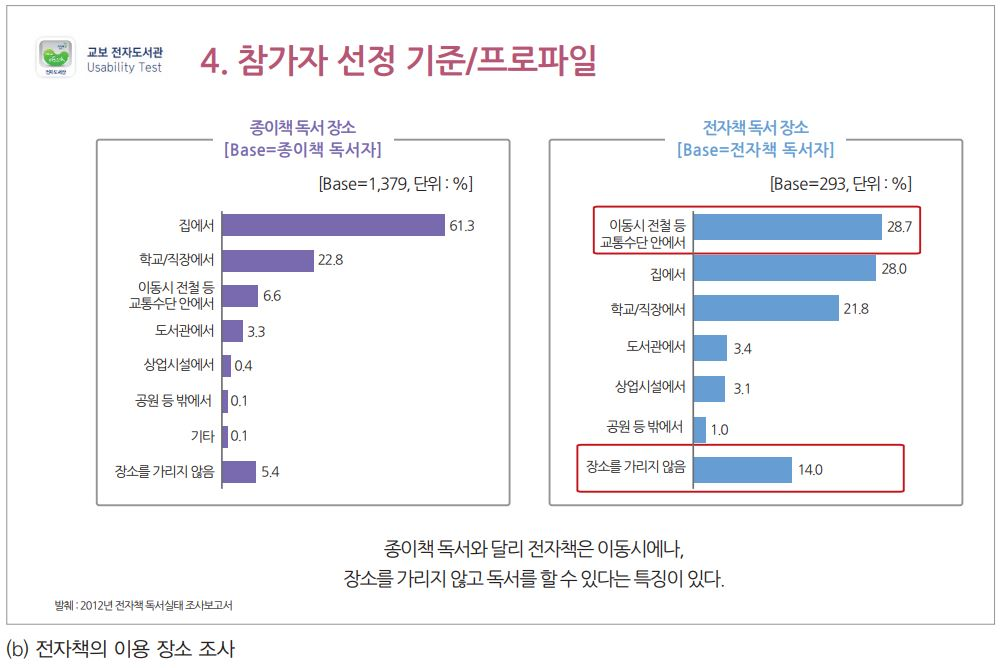 교보 전자도서관
Usability Test
4. 참가자 선정 기준/프로파일
종이책 독서 장소
[Base=종이책 독서자]
[Base=1,379, 단위 : %]
집에서 61.3
학교/직장에서 22.8
이동시 전철 등
교통수단 안에서 6.6
도서관에서 3.3
상업시설에서 0.4
공원 등 밖에서 0.1
기타 0.1
장소를 가리지 않음 5.4
전자책 독서 장소
[Base=전자책 독서자]
[Base=293, 단위 : %]
이동시 전철 등
교통수단 안에서 28.7
집에서 28.0
학교/직장에서 21.8
도서관에서 3.4
상업시설에서 3.1
공원 등 밖에서 1.0
장소를 가리지 않음 14.0
종이책 독서와 달리 전자책은 이동시에나,
장소를 가리지 않고 독서를 할 수 있다는 특징이 있다.
발췌 : 2012년 전자책 독서실태 조사보고서
(b) 전자책의 이용 장소 조사